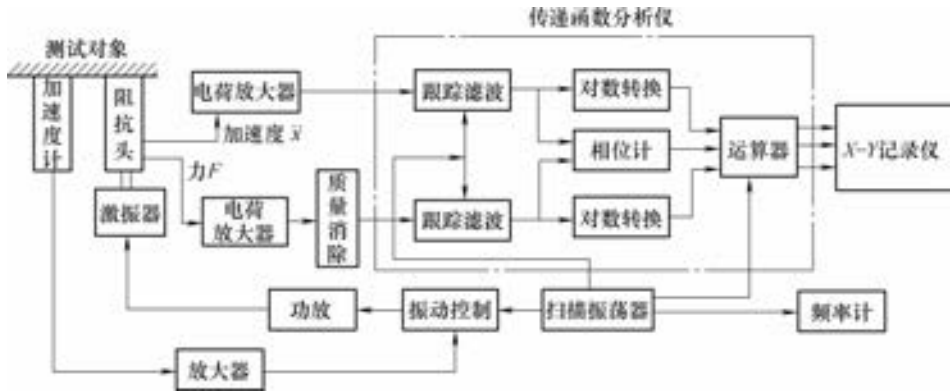 传递函数分析仪
测试对象
加速度计
阻抗头
电荷放大器
跟踪滤波
对数转换
加速度 ẍ
力F
相位计
运算器
X-Y记录仪
激振器
电荷
放大器
质量消除
跟踪滤波
对数转换
功放
振动控制
扫描振荡器
频率计
放大器